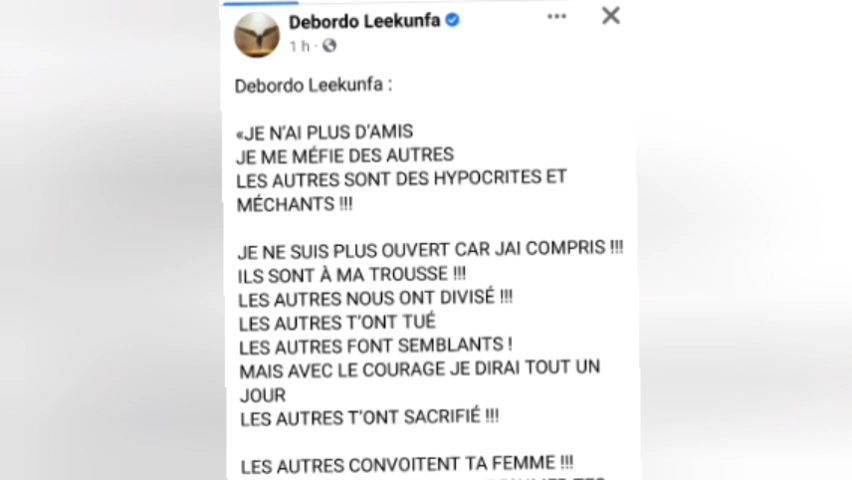 Debordo Leekunfa
1 h ·
Debordo Leekunfa :
«JE N'AI PLUS D'AMIS
JE ME MÉFIE DES AUTRES
LES AUTRES SONT DES HYPOCRITES ET
MÉCHANTS !!!
JE NE SUIS PLUS OUVERT CAR JAI COMPRIS !!!
ILS SONT À MA TROUSSE !!!
LES AUTRES NOUS ONT DIVISÉ !!!
LES AUTRES T'ONT TUÉ
LES AUTRES FONT SEMBLANTS !
MAIS AVEC LE COURAGE JE DIRAI TOUT UN
JOUR
LES AUTRES T'ONT SACRIFIÉ !!!
LES AUTRES CONVOITENT TA FEMME !!!